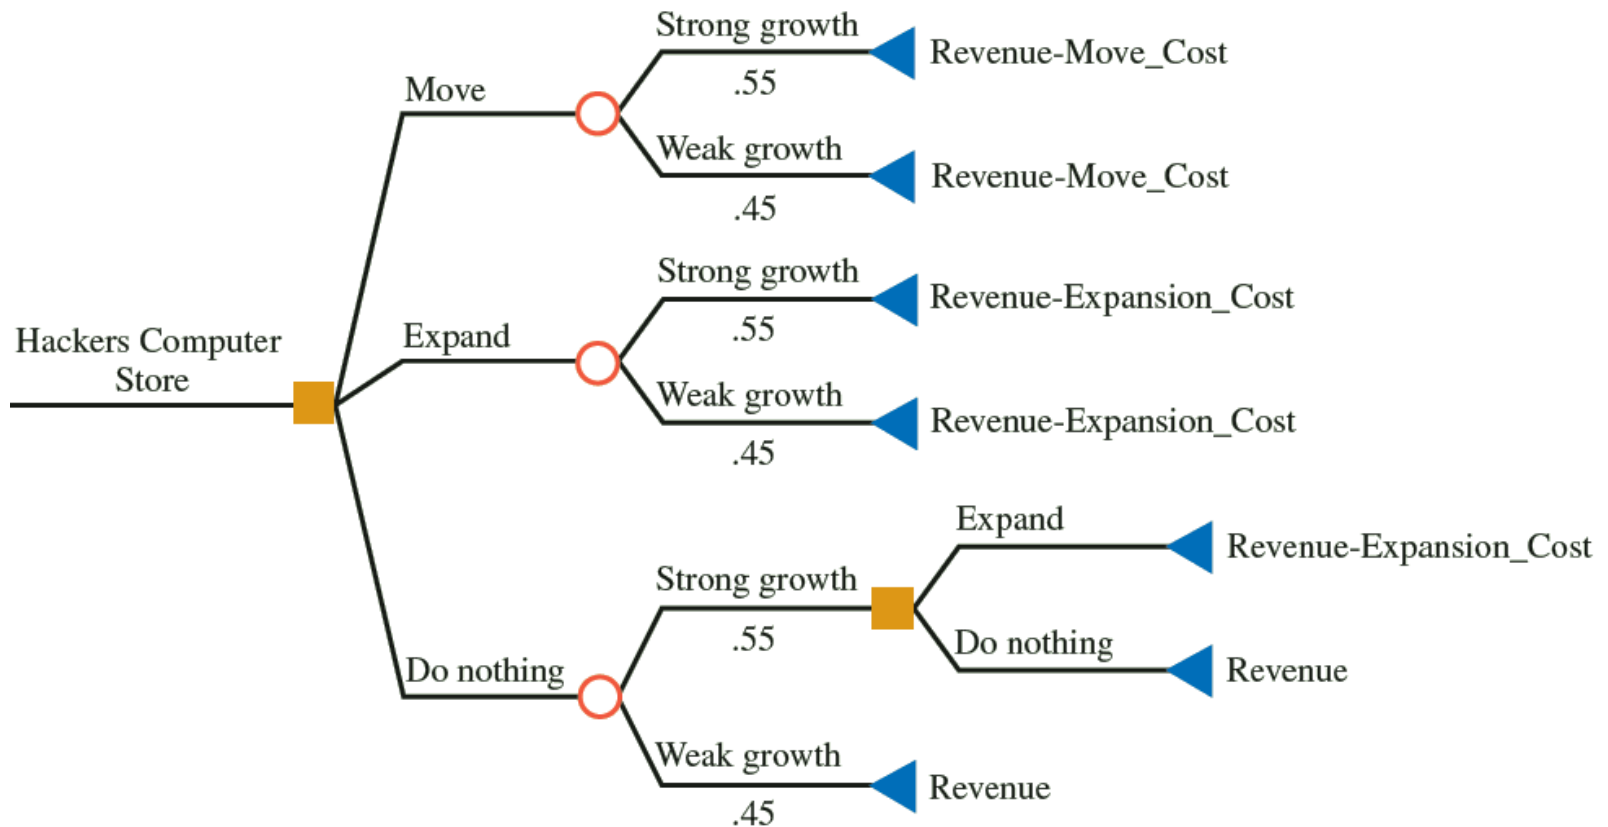 Strong growth
Revenue-Move_Cost
.55
Move
Weak growth
Revenue-Move_Cost
.45
Strong growth
Revenue-Expansion_Cost
.55
Hackers Computer
Store
Expand
Weak growth
Revenue-Expansion_Cost
.45
Expand
Revenue-Expansion_Cost
Strong growth
.55
Do nothing
Revenue
Do nothing
Weak growth
Revenue
.45